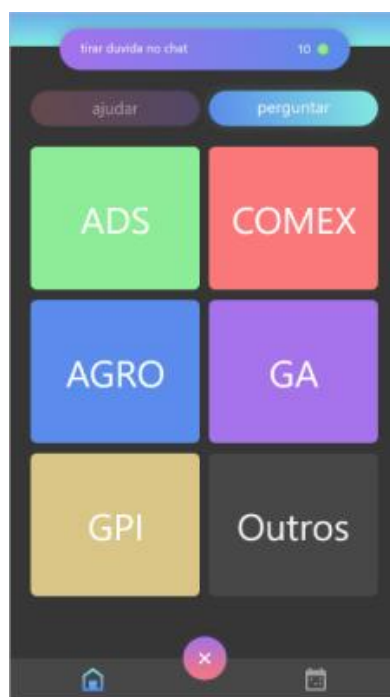 tirar duvida no chat 10
ajudar perguntar
ADS COMEX
AGRO GA
GPI Outros